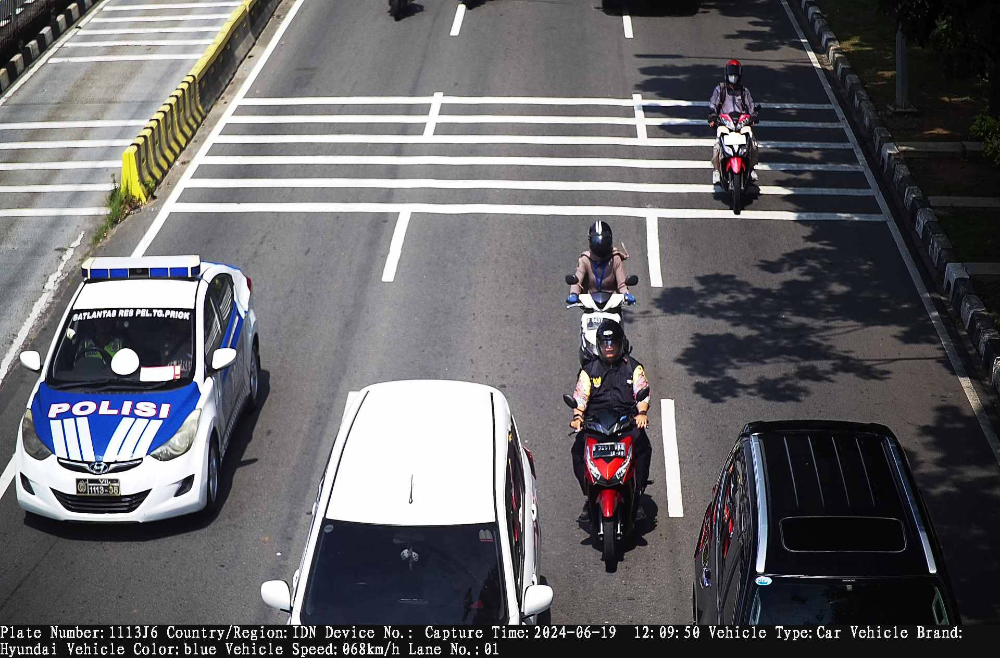 SATLANTAS RES PEL.TG.PRIOK
POLISI
VII
1113-36
B 3291 UKB
Plate Number:1113J6 Country/Region:IDN Device No.: Capture Time:2024-06-19 12:09:50 Vehicle Type:Car Vehicle Brand:
Hyundai Vehicle Color:blue Vehicle Speed:068km/h Lane No.:01